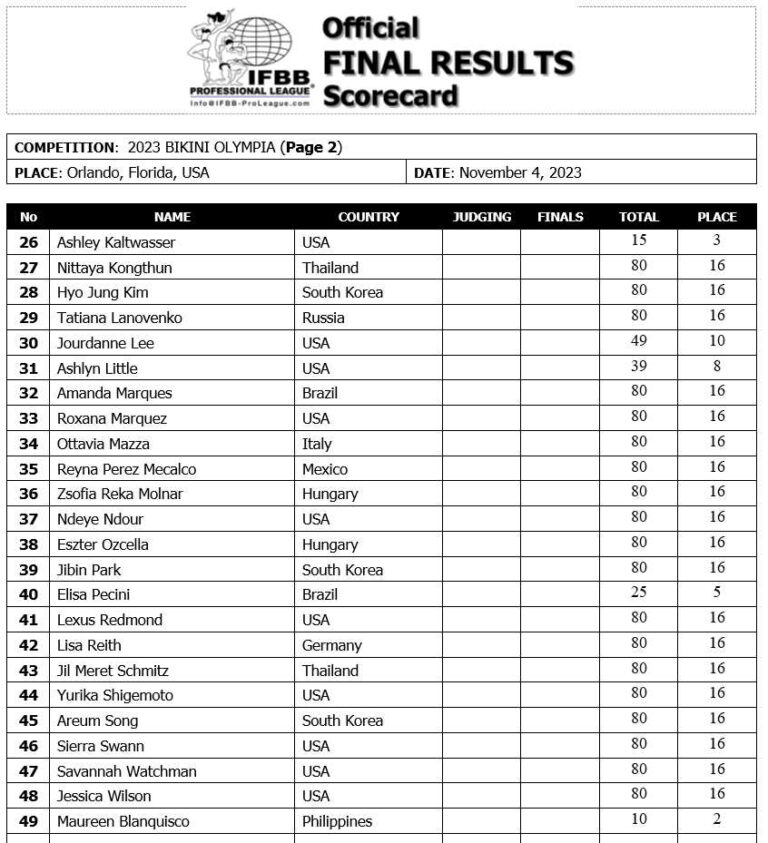 Official
FINAL RESULTS
Scorecard
IFBB
PROFESSIONAL LEAGUE®
Info@IFBB-ProLeague.com
COMPETITION: 2023 BIKINI OLYMPIA (Page 2)
PLACE: Orlando, Florida, USA DATE: November 4, 2023
No NAME COUNTRY JUDGING FINALS TOTAL PLACE
26 Ashley Kaltwasser USA 15 3
27 Nittaya Kongthun Thailand 80 16
28 Hyo Jung Kim South Korea 80 16
29 Tatiana Lanovenko Russia 80 16
30 Jourdanne Lee USA 49 10
31 Ashlyn Little USA 39 8
32 Amanda Marques Brazil 80 16
33 Roxana Marquez USA 80 16
34 Ottavia Mazza Italy 80 16
35 Reyna Perez Mecalco Mexico 80 16
36 Zsofia Reka Molnar Hungary 80 16
37 Ndeye Ndour USA 80 16
38 Eszter Ozcella Hungary 80 16
39 Jibin Park South Korea 80 16
40 Elisa Pecini Brazil 25 5
41 Lexus Redmond USA 80 16
42 Lisa Reith Germany 80 16
43 Jil Meret Schmitz Thailand 80 16
44 Yurika Shigemoto USA 80 16
45 Areum Song South Korea 80 16
46 Sierra Swann USA 80 16
47 Savannah Watchman USA 80 16
48 Jessica Wilson USA 80 16
49 Maureen Blanquisco Philippines 10 2